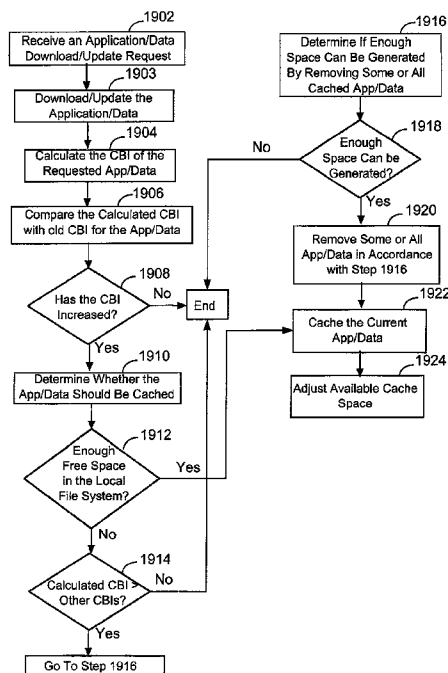 1902
Receive an Application/Data
Download/Update Request
1903
Download/Update the
Application/Data
1904
Calculate the CBI of the
Requested App/Data
1906
Compare the Calculated CBI
with old CBI for the App/Data
1908
Has the CBI
Increased?
No
End
Yes
1910
Determine Whether the
App/Data Should Be Cached
1912
Enough
Free Space
in the Local
File System?
Yes
No
1914
Calculated CBI >
Other CBIs?
No
Yes
Go To Step 1916
1916
Determine If Enough
Space Can Be Generated
By Removing Some or All
Cached App/Data
1918
Enough
Space Can be
Generated?
No
Yes
1920
Remove Some or All
App/Data in Accordance
with Step 1916
1922
Cache the Current
App/Data
1924
Adjust Available Cache
Space